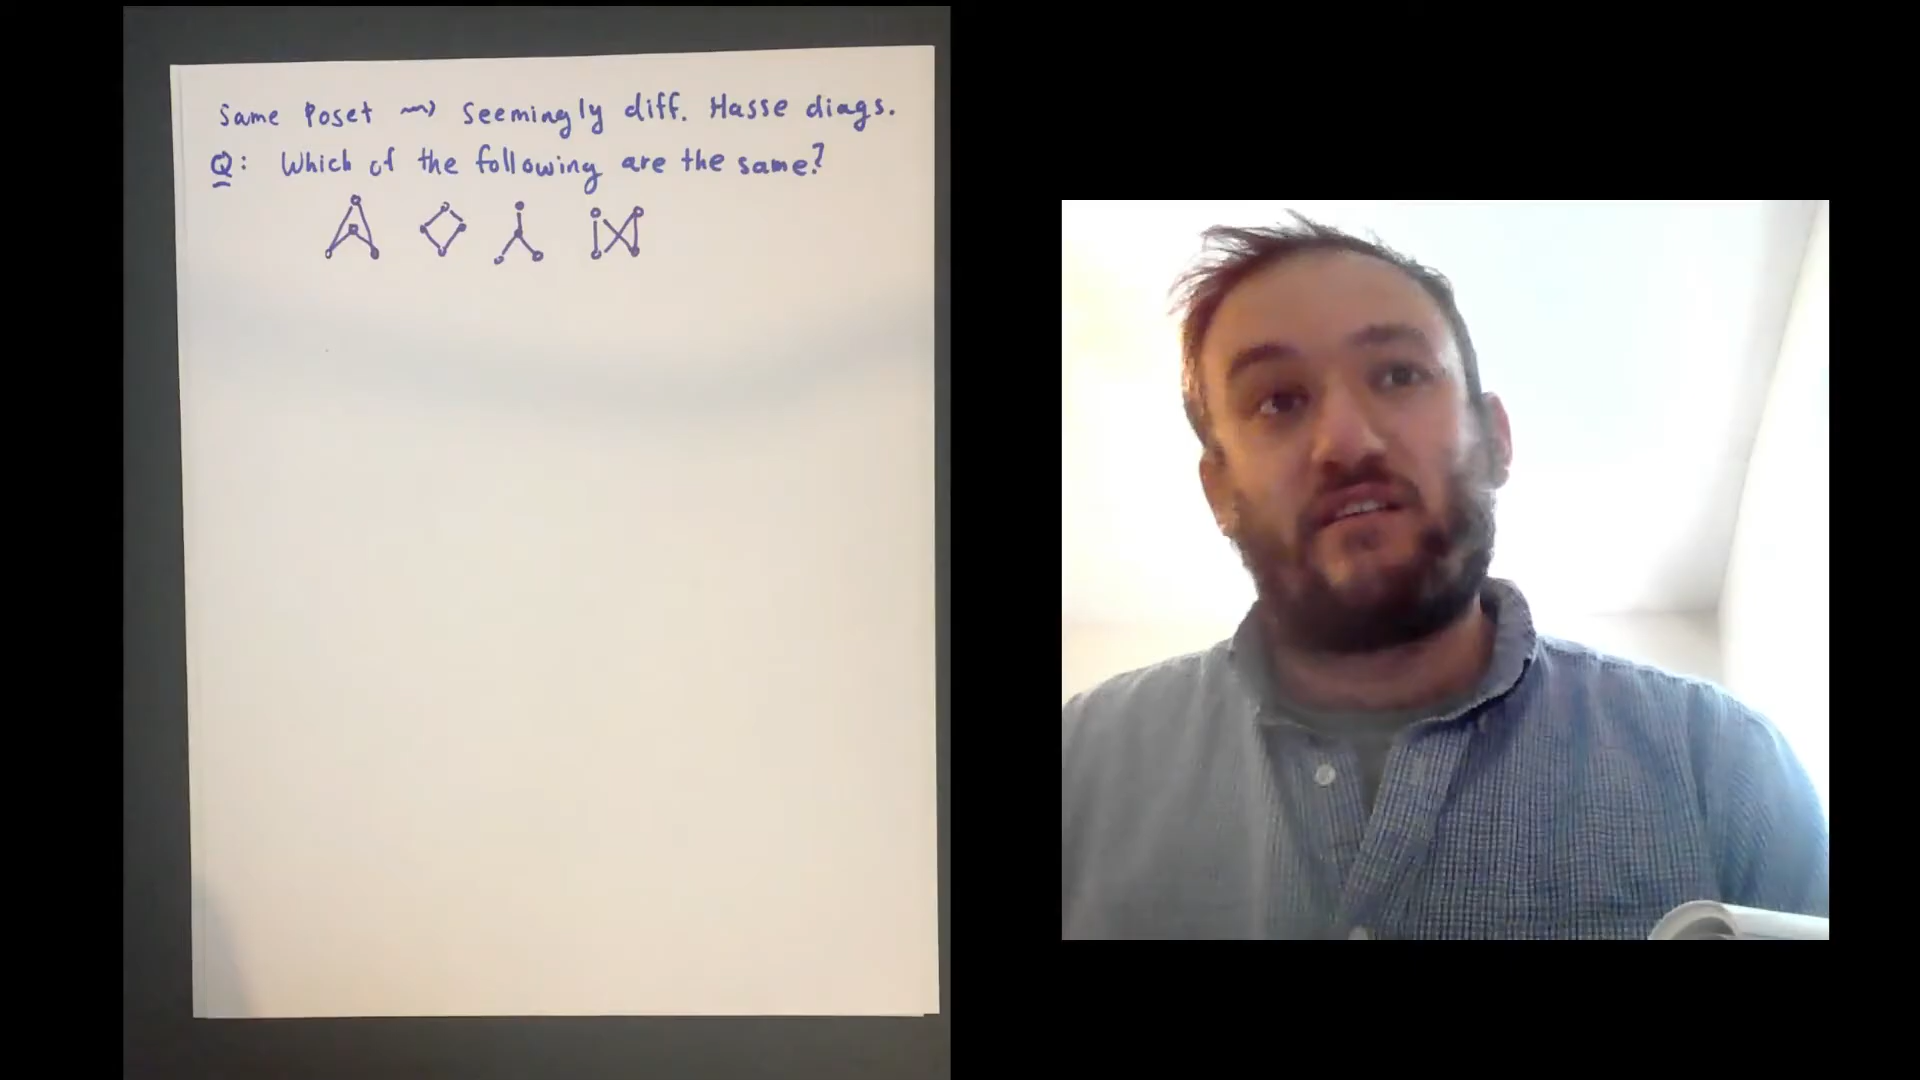 Same Poset ⇝ seemingly diff. Hasse diags.
Q: Which of the following are the same?